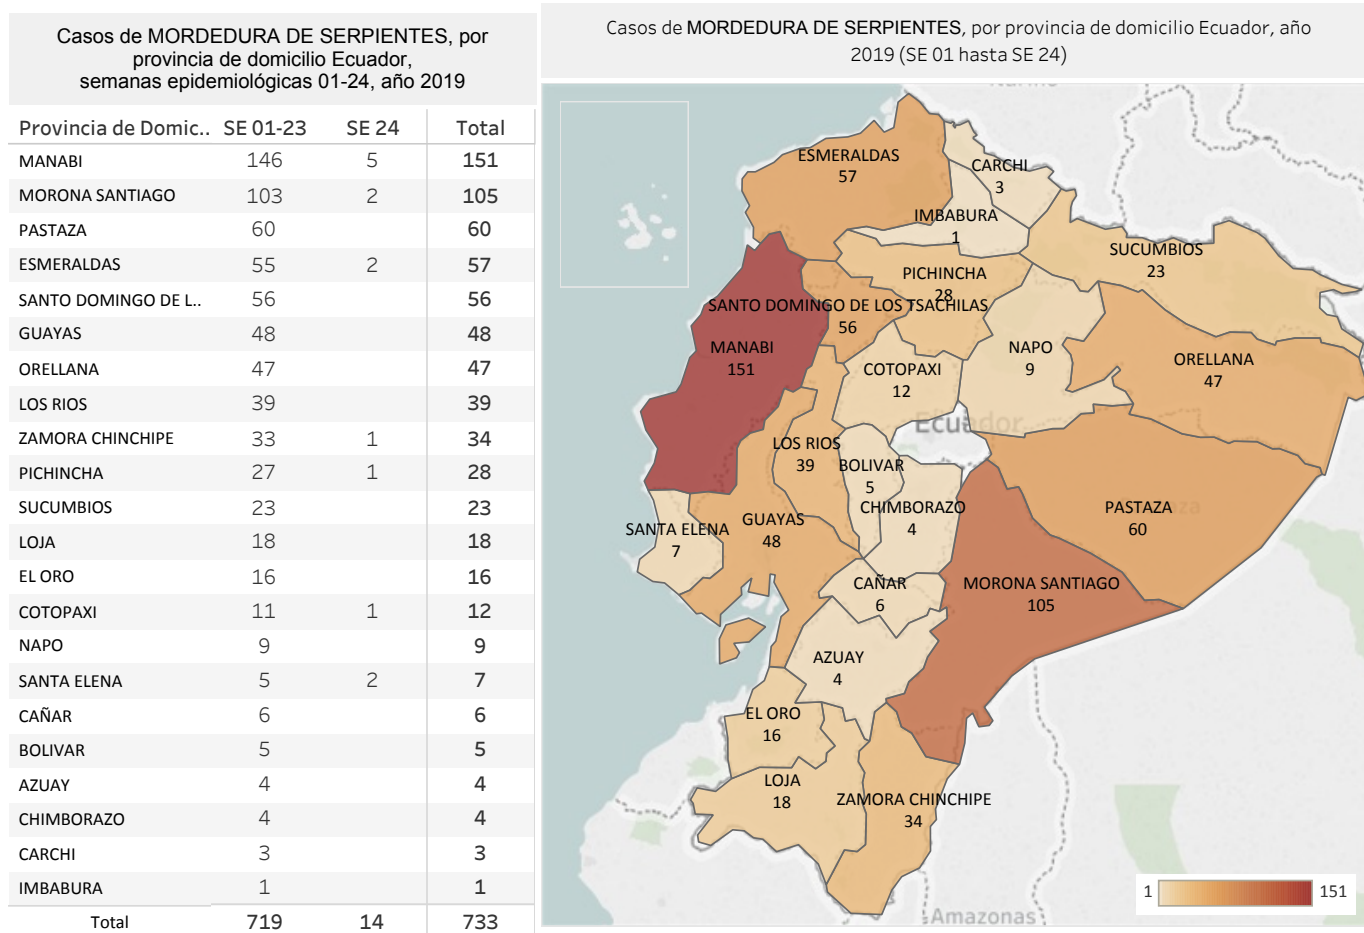 Casos de MORDEDURA DE SERPIENTES, por
provincia de domicilio Ecuador,
semanas epidemiológicas 01-24, año 2019
Provincia de Domic.. SE 01-23 SE 24 Total
MANABI 146 5 151
MORONA SANTIAGO 103 2 105
PASTAZA 60 60
ESMERALDAS 55 2 57
SANTO DOMINGO DE L.. 56 56
GUAYAS 48 48
ORELLANA 47 47
LOS RIOS 39 39
ZAMORA CHINCHIPE 33 1 34
PICHINCHA 27 1 28
SUCUMBIOS 23 23
LOJA 18 18
EL ORO 16 16
COTOPAXI 11 1 12
NAPO 9 9
SANTA ELENA 5 2 7
CAÑAR 6 6
BOLIVAR 5 5
AZUAY 4 4
CHIMBORAZO 4 4
CARCHI 3 3
IMBABURA 1 1
Total 719 14 733
Casos de MORDEDURA DE SERPIENTES, por provincia de domicilio Ecuador, año
2019 (SE 01 hasta SE 24)
ESMERALDAS
57
CARCHI
3
IMBABURA
1
SUCUMBIOS
23
PICHINCHA
28
SANTO DOMINGO DE LOS TSACHILAS
56
MANABI
151
COTOPAXI
12
NAPO
9
ORELLANA
47
Ecuador
LOS RIOS
39
BOLIVAR
5
CHIMBORAZO
4
PASTAZA
60
SANTA ELENA
7
GUAYAS
48
CAÑAR
6
MORONA SANTIAGO
105
AZUAY
4
EL ORO
16
LOJA
18
ZAMORA CHINCHIPE
34
1 151
Amazonas